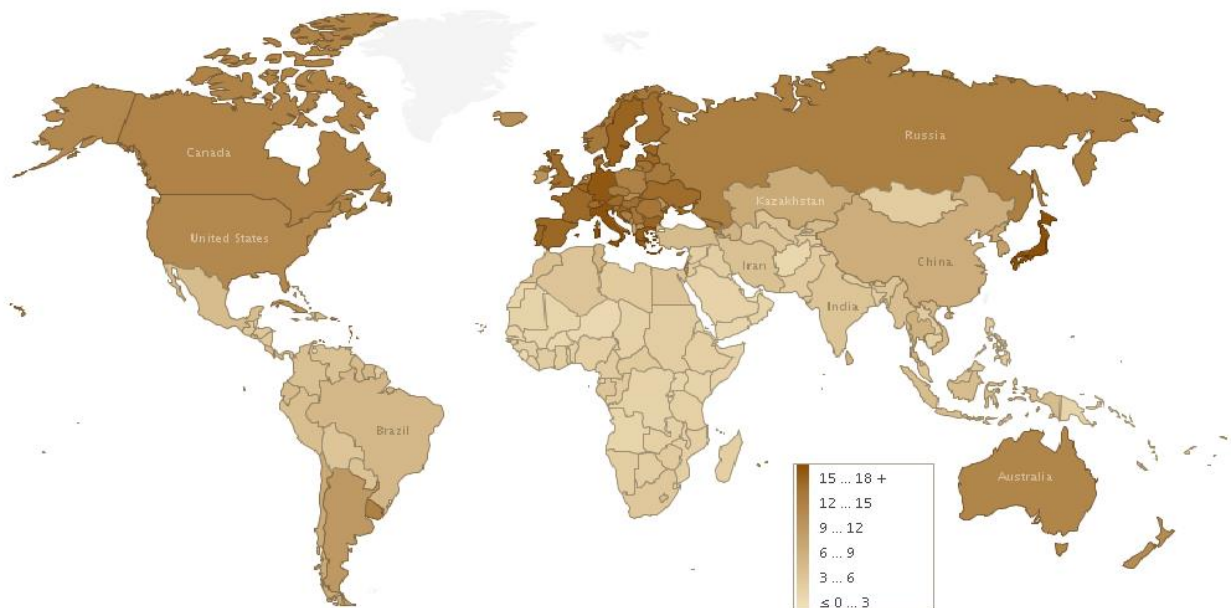 Russia
Canada
Kazakhstan
United States
China
Iran
India
Brazil
Australia
15 ... 18 +
12 ... 15
9 ... 12
6 ... 9
3 ... 6
≤ 0 ... 3